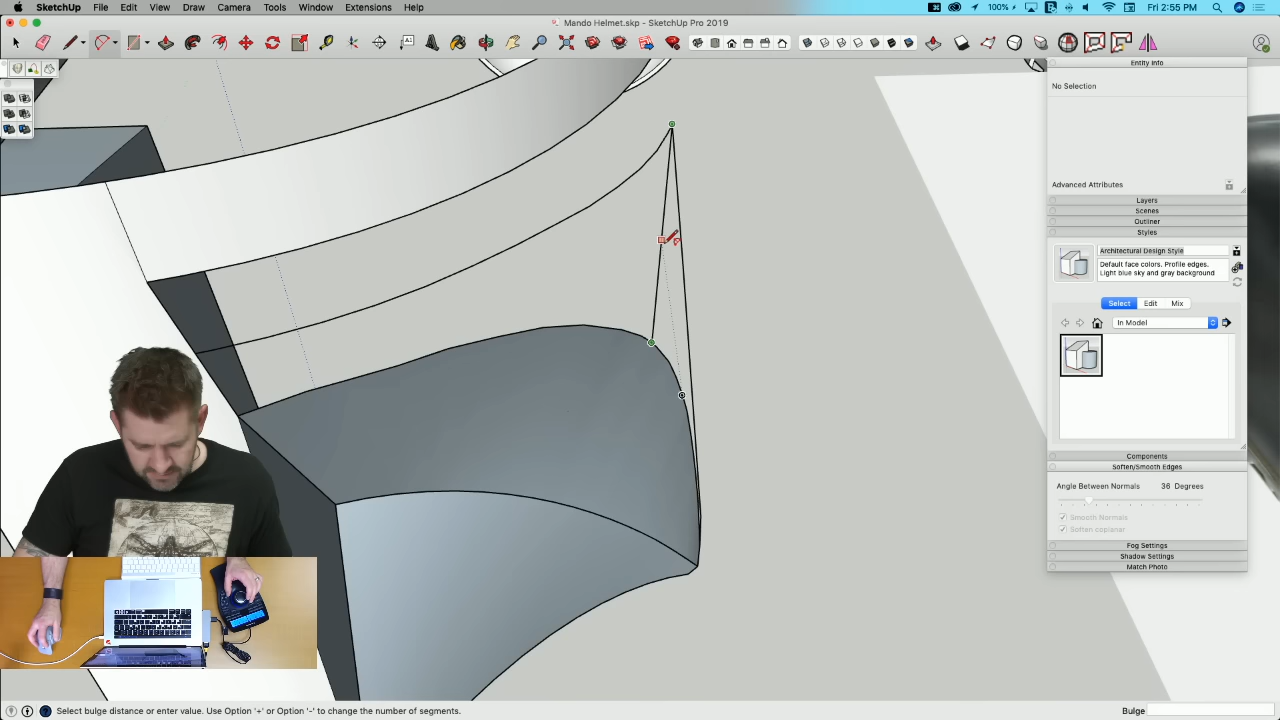 SketchUp File Edit View Draw Camera Tools Window Extensions Help
100% Fri 2:55 PM
Mando Helmet.skp - SketchUp Pro 2019
Entity Info
No Selection
Advanced Attributes
Layers
Scenes
Outliner
Styles
Architectural Design Style
Default face colors. Profile edges.
Light blue sky and gray background
Select Edit Mix
In Model
Components
Soften/Smooth Edges
Angle Between Normals 36 Degrees
Smooth Normals
Soften coplanar
Fog Settings
Shadow Settings
Match Photo
Select bulge distance or enter value. Use Option '+' or Option '-' to change the number of segments.
Bulge